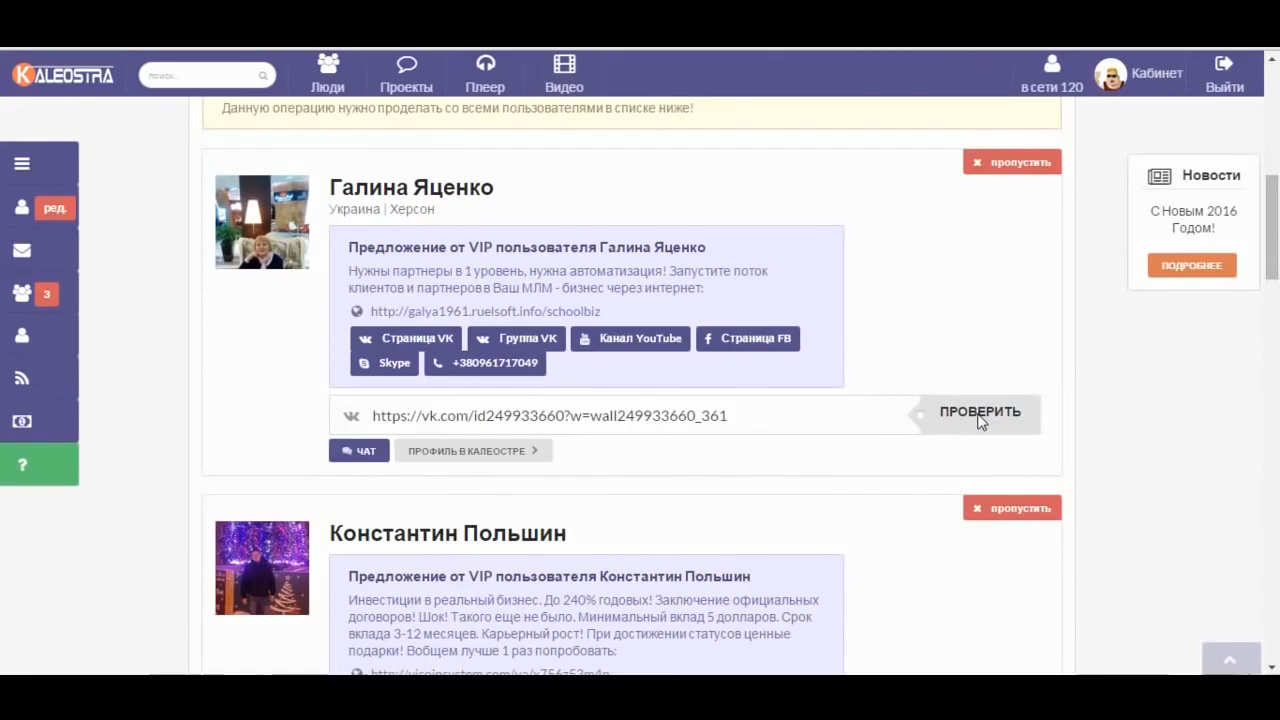 KALEOSTRA
поиск...
Люди
Проекты
Плеер
Видео
в сети 120
Кабинет
Выйти
Данную операцию нужно проделать со всеми пользователями в списке ниже!
ред.
3
? 
Новости
С Новым 2016
Годом!
ПОДРОБНЕЕ
× пропустить
Галина Яценко
Украина | Херсон
Предложение от VIP пользователя Галина Яценко
Нужны партнеры в 1 уровень, нужна автоматизация! Запустите поток
клиентов и партнеров в Ваш МЛМ - бизнес через интернет:
http://galya1961.ruelsoft.info/schoolbiz
Страница VK Группа VK Канал YouTube Страница FB
Skype +380961717049
https://vk.com/id249933660?w=wall249933660_361
ПРОВЕРИТЬ
ЧАТ
ПРОФИЛЬ В КАЛЕОСТРЕ
× пропустить
Константин Польшин
Предложение от VIP пользователя Константин Польшин
Инвестиции в реальный бизнес. До 240% годовых! Заключение официальных
договоров! Шок! Такого еще не было. Минимальный вклад 5 долларов. Срок
вклада 3-12 месяцев. Карьерный рост! При достижении статусов ценные
подарки! Вобщем лучше 1 раз попробовать: